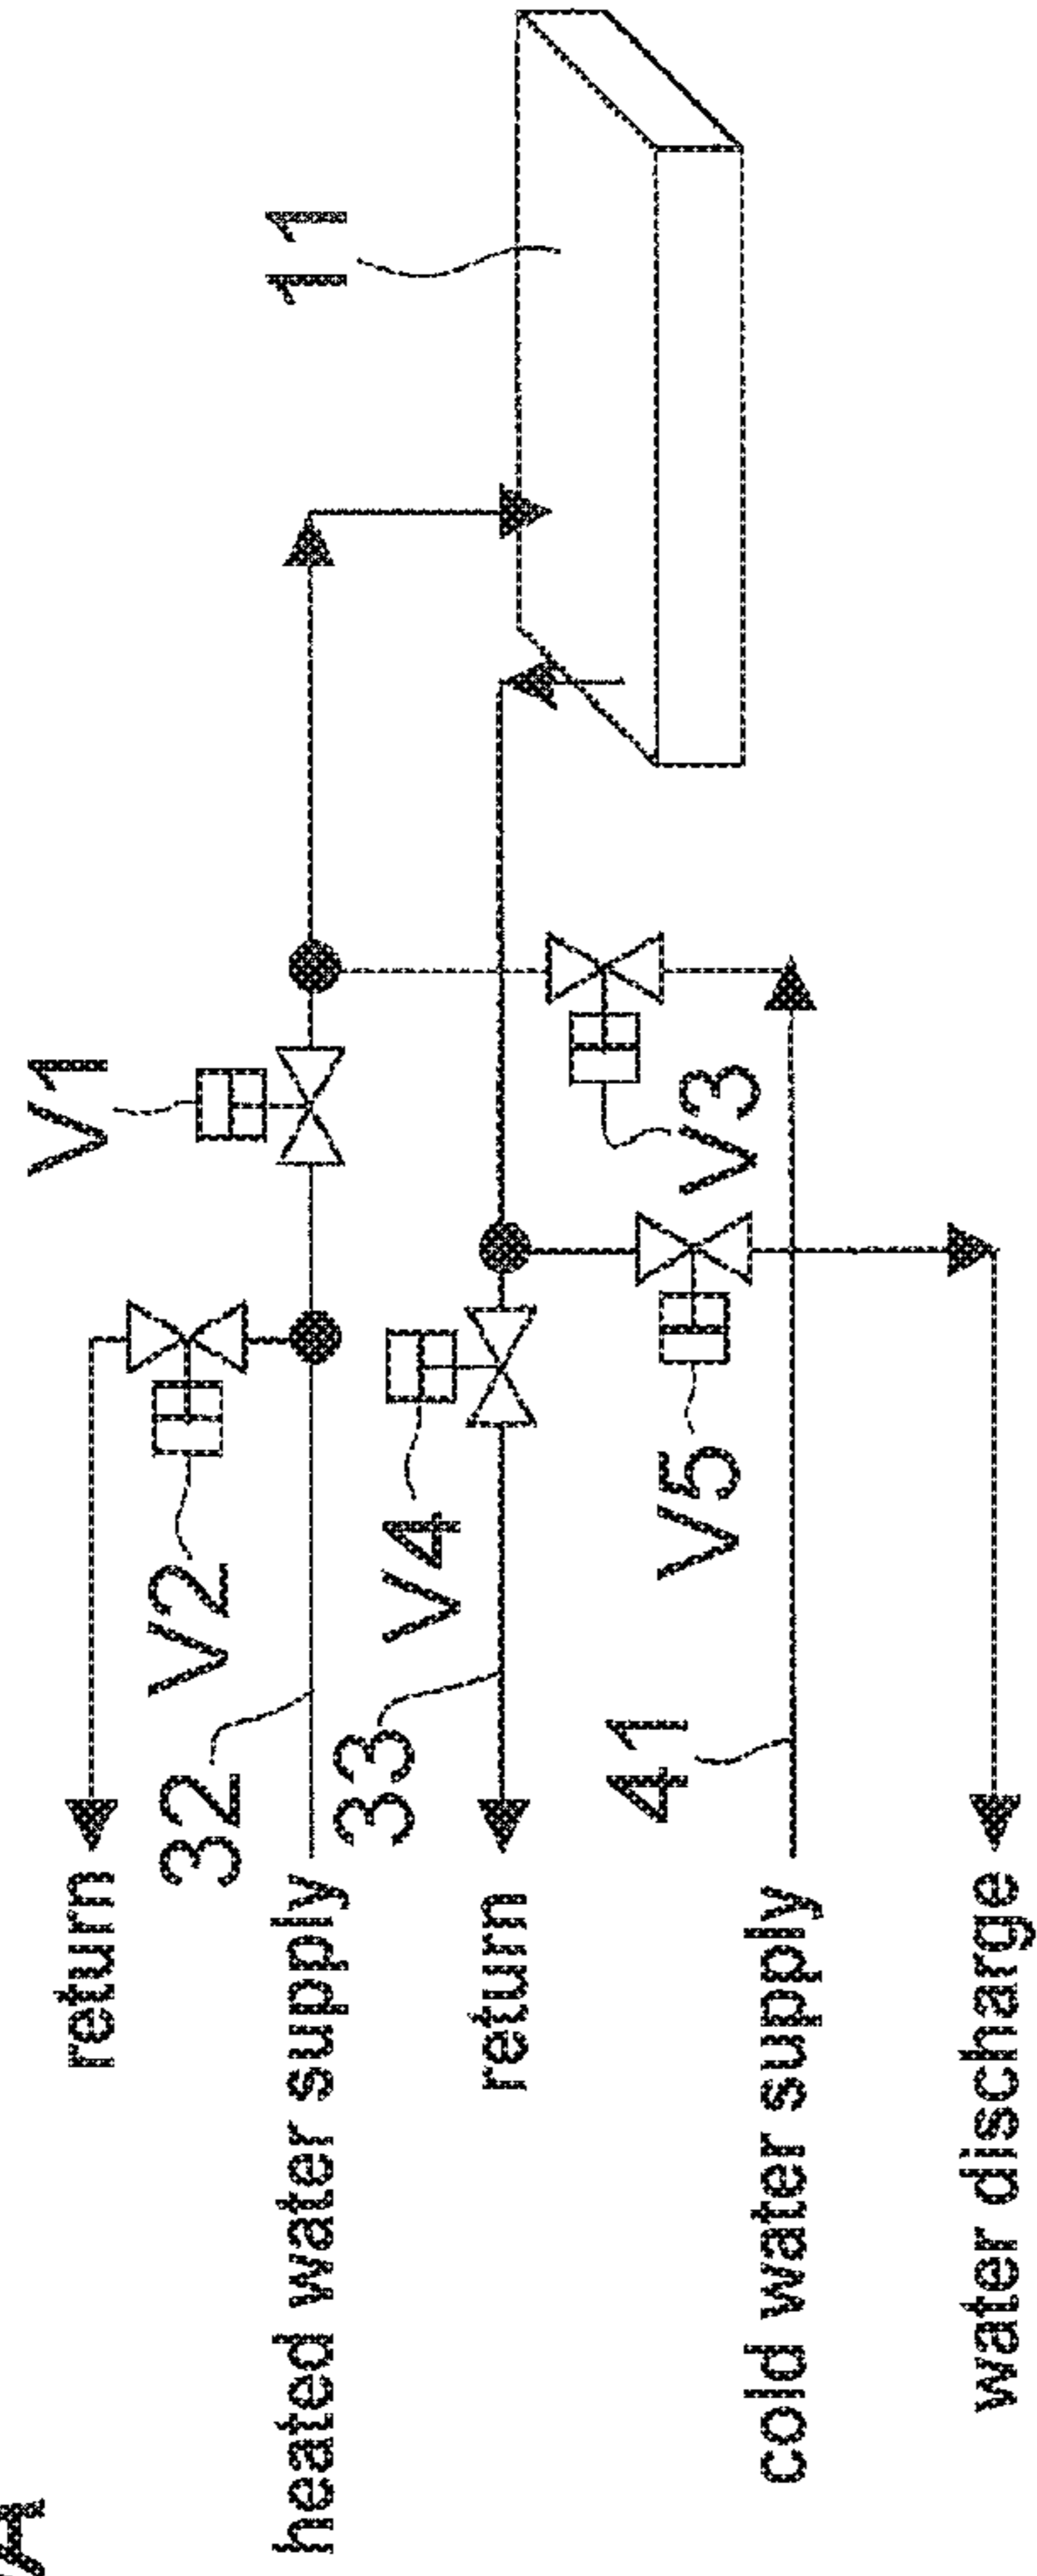 return
V2
V1
32
heated water supply
11
33
V4
return
41
V5
V3
cold water supply
water discharge